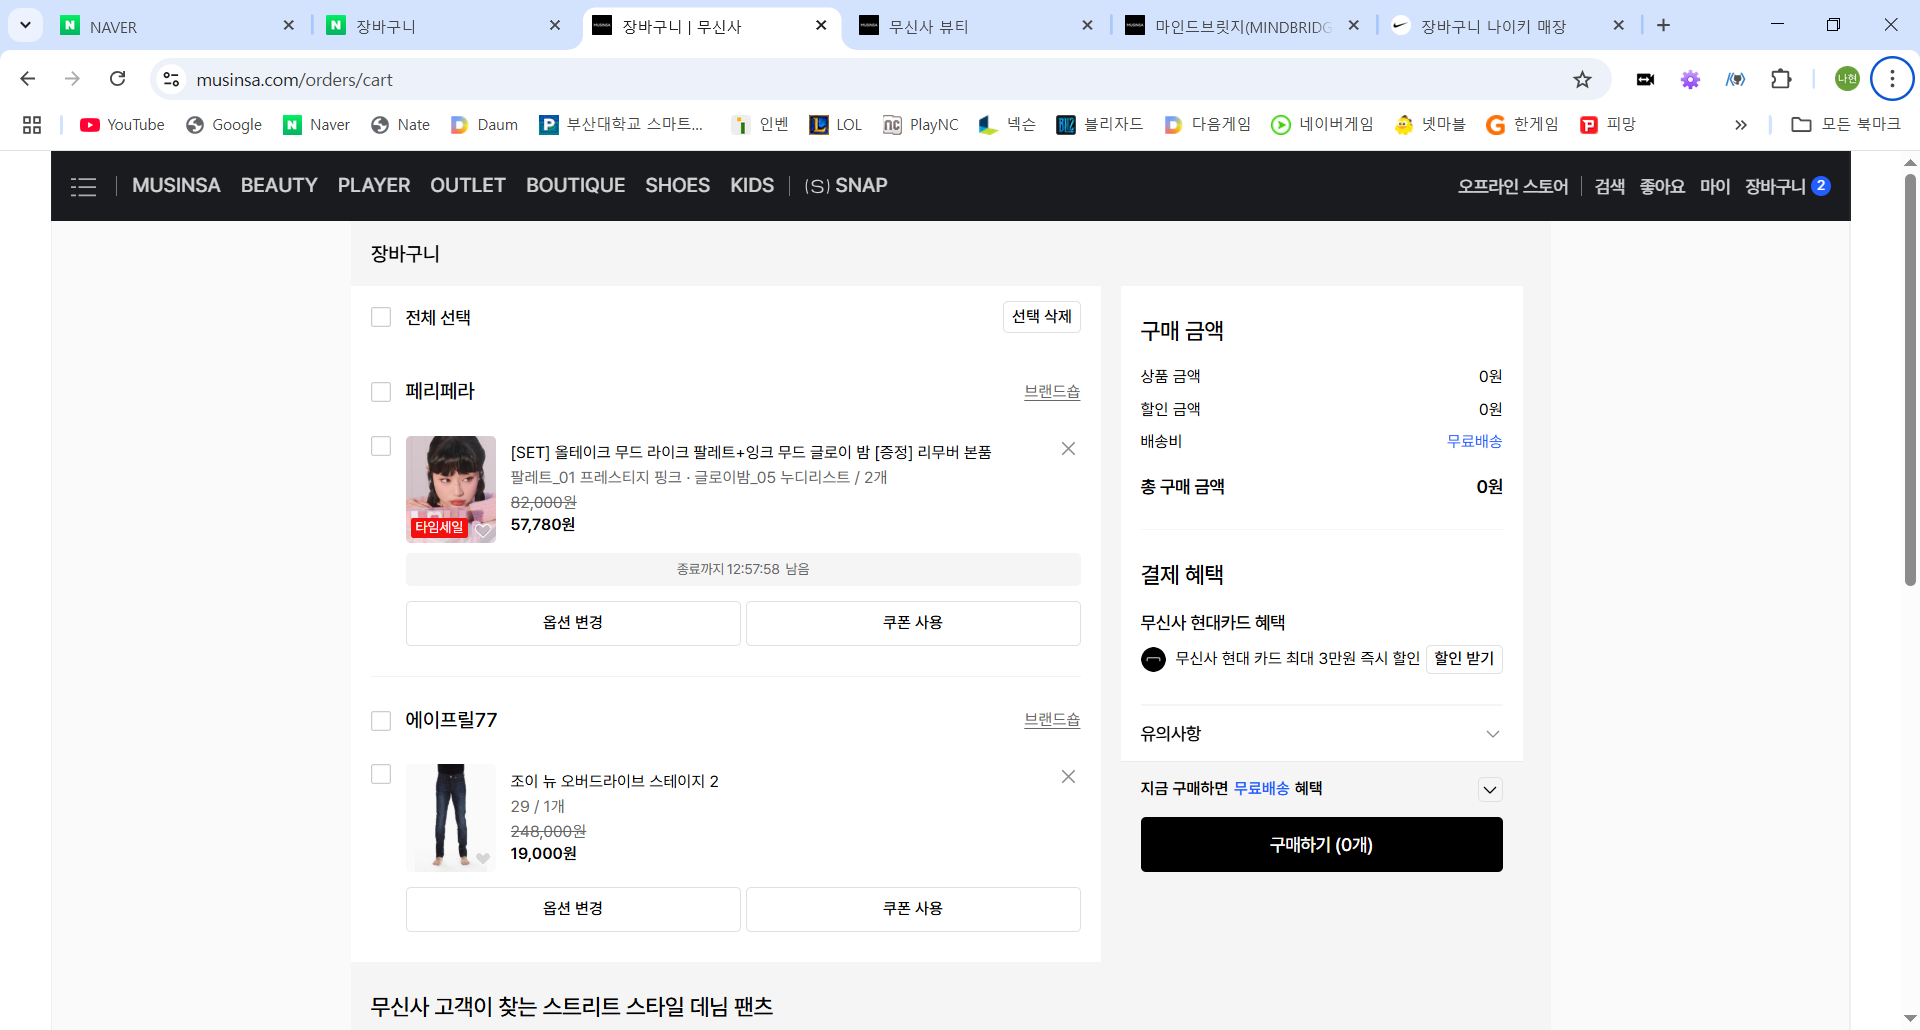 NAVER
장바구니
장바구니 | 무신사
무신사 뷰티
마인드브릿지(MINDBRIDG
장바구니 나이키 매장
musinsa.com/orders/cart
나현
YouTube
Google
Naver
Nate
Daum
부산대학교 스마트...
인벤
LOL
PlayNC
넥슨
블리자드
다음게임
네이버게임
넷마블
한게임
피망
모든 북마크
MUSINSA BEAUTY PLAYER OUTLET BOUTIQUE SHOES KIDS (S) SNAP
오프라인 스토어 검색 좋아요 마이 장바구니 2
장바구니
전체 선택
선택 삭제
페리페라
브랜드숍
[SET] 올테이크 무드 라이크 팔레트+잉크 무드 글로이 밤 [증정] 리무버 본품
팔레트_01 프레스티지 핑크 · 글로이밤_05 누디리스트 / 2개
82,000원
57,780원
타임세일
종료까지 12:57:58 남음
옵션 변경
쿠폰 사용
에이프릴77
브랜드숍
조이 뉴 오버드라이브 스테이지 2
29 / 1개
248,000원
19,000원
옵션 변경
쿠폰 사용
무신사 고객이 찾는 스트리트 스타일 데님 팬츠
구매 금액
상품 금액 0원
할인 금액 0원
배송비 무료배송
총 구매 금액 0원
결제 혜택
무신사 현대카드 혜택
무신사 현대 카드 최대 3만원 즉시 할인 할인 받기
유의사항
지금 구매하면 무료배송 혜택
구매하기 (0개)